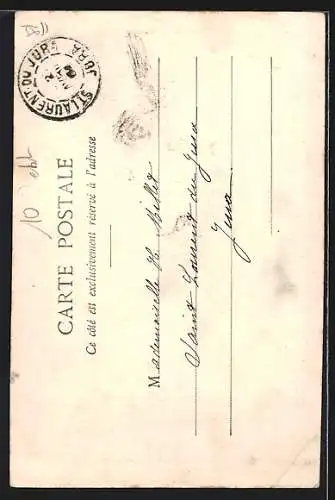 CARTE POSTALE
Ce côté est exclusivement réservé à l'adresse
ST LAURENT-DU-JURA
JURA
10
Mademoiselle H. Millet
Saint Laurent du Jura
Jura